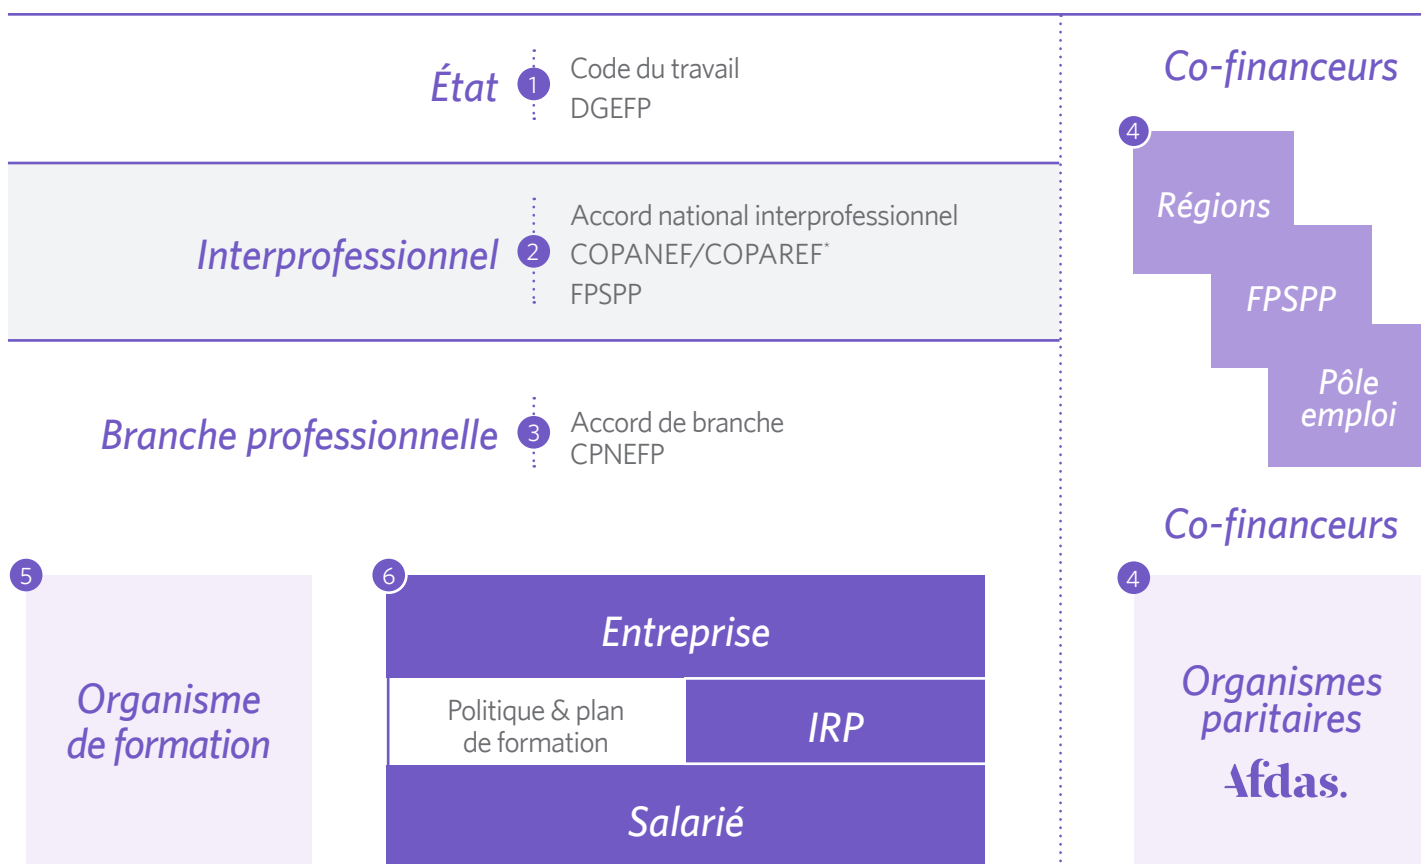 État
1
Code du travail
DGEFP
Interprofessionnel
2
Accord national interprofessionnel
COPANEF/COPAREF*
FPSPP
Branche professionnelle
3
Accord de branche
CPNEFP
Co-financeurs
4
Régions
FPSPP
Pôle
emploi
5
Organisme
de formation
6
Entreprise
Politique & plan
de formation
IRP
Salarié
Co-financeurs
4
Organismes
paritaires
Afdas.